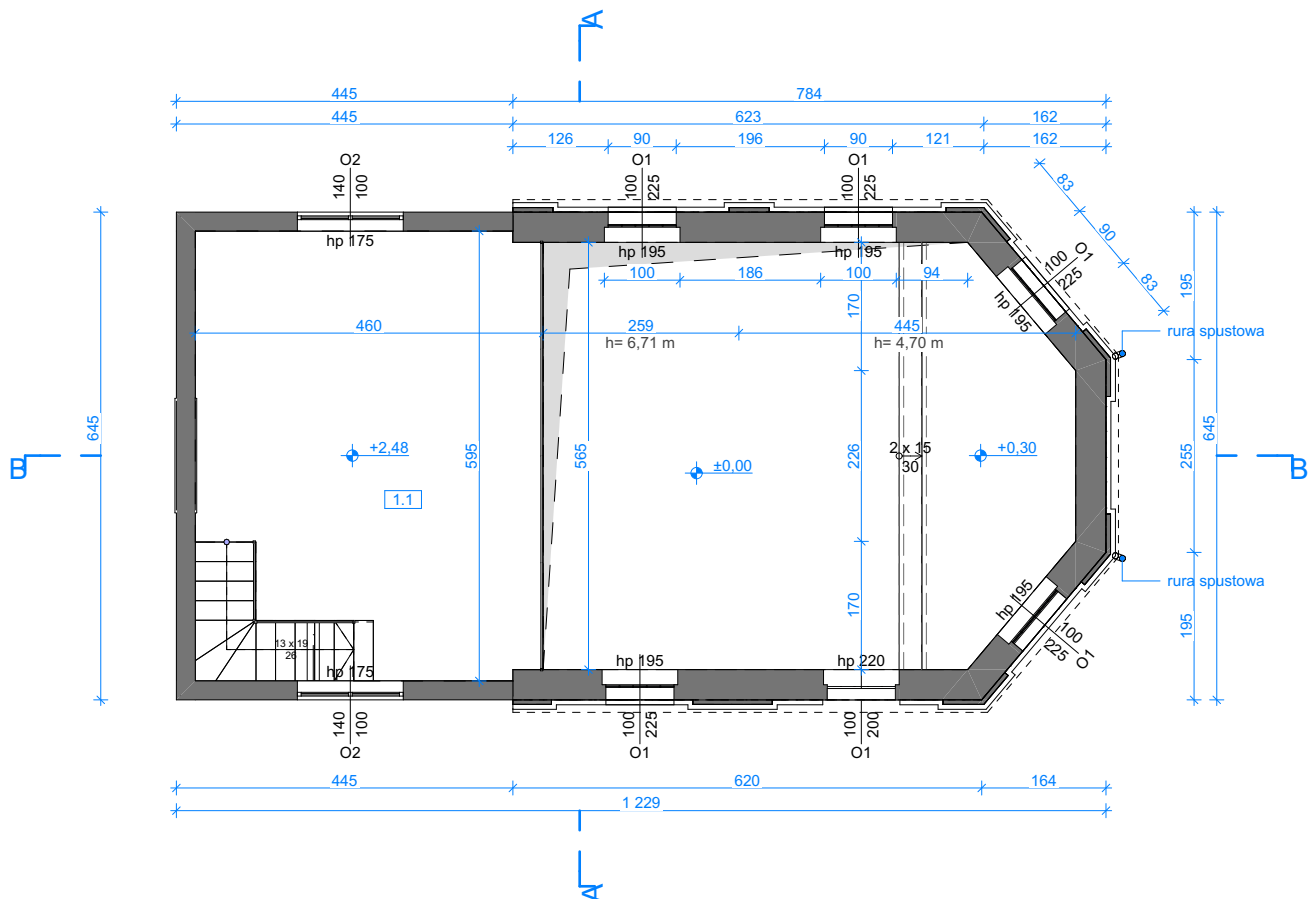 A
445 784
445 623 162
126 90 196 90 121 162
O2 O1 O1
140 100
100 225
100 225
83
90
83
O1
100
225
hp 175
hp 195 hp 195
hp 195
100 186 100 94
170
195
460 259 445
h= 6,71 m h= 4,70 m
rura spustowa
645
595
565
226
255
645
B B
+2,48
±0,00
2 x 15
30
+0,30
1.1
rura spustowa
170
195
13 x 19
26
hp 175
hp 195 hp 220
hp 195
100
225
O1
140 100
100 225
100 200
O2 O1 O1
445 620 164
1 229
A